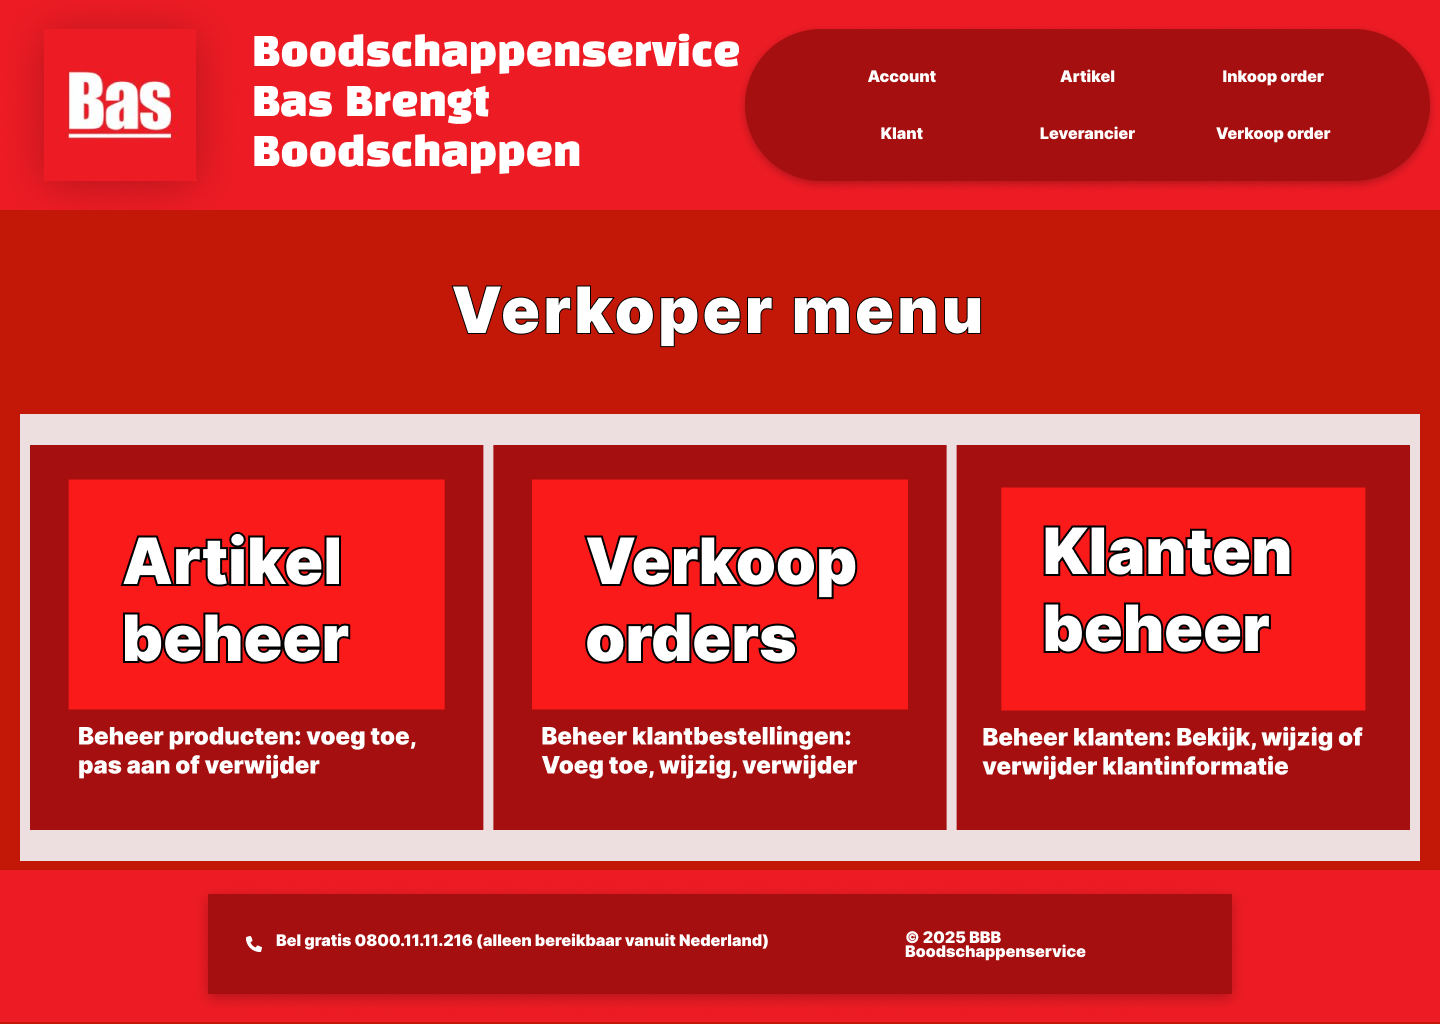 Bas
Boodschappenservice
Bas Brengt
Boodschappen
Account Artikel Inkoop order
Klant Leverancier Verkoop order
Verkoper menu
Artikel
beheer
Beheer producten: voeg toe,
pas aan of verwijder
Verkoop
orders
Beheer klantbestellingen:
Voeg toe, wijzig, verwijder
Klanten
beheer
Beheer klanten: Bekijk, wijzig of
verwijder klantinformatie
Bel gratis 0800.11.11.216 (alleen bereikbaar vanuit Nederland)
© 2025 BBB
Boodschappenservice